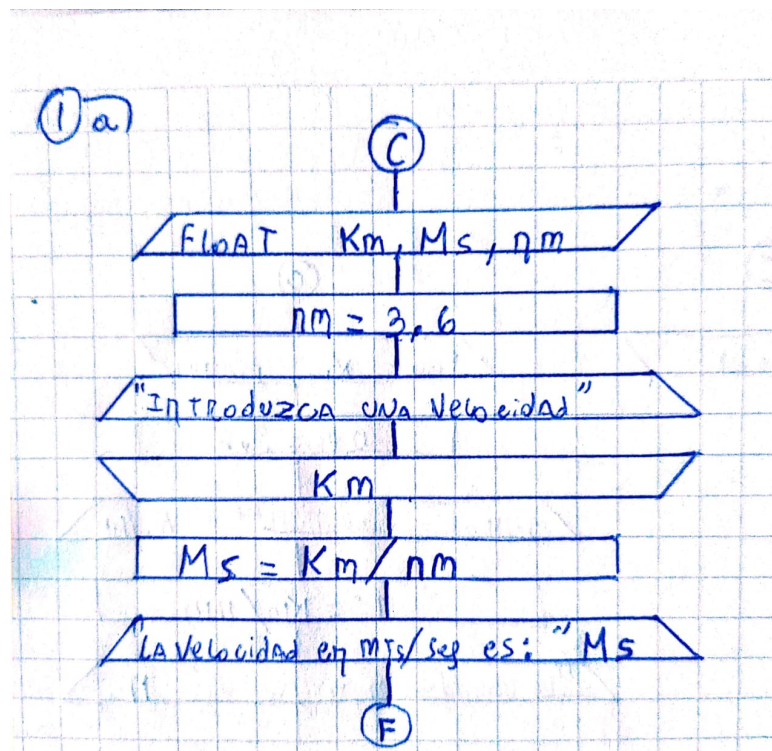 1 a)
C
FLOAT Km, Ms, nm
nm = 3,6
"INTRODUZCA UNA VELOCIDAD"
Km
Ms = Km / nm
"LA VELOCIDAD en mTs/seg es: " Ms
F